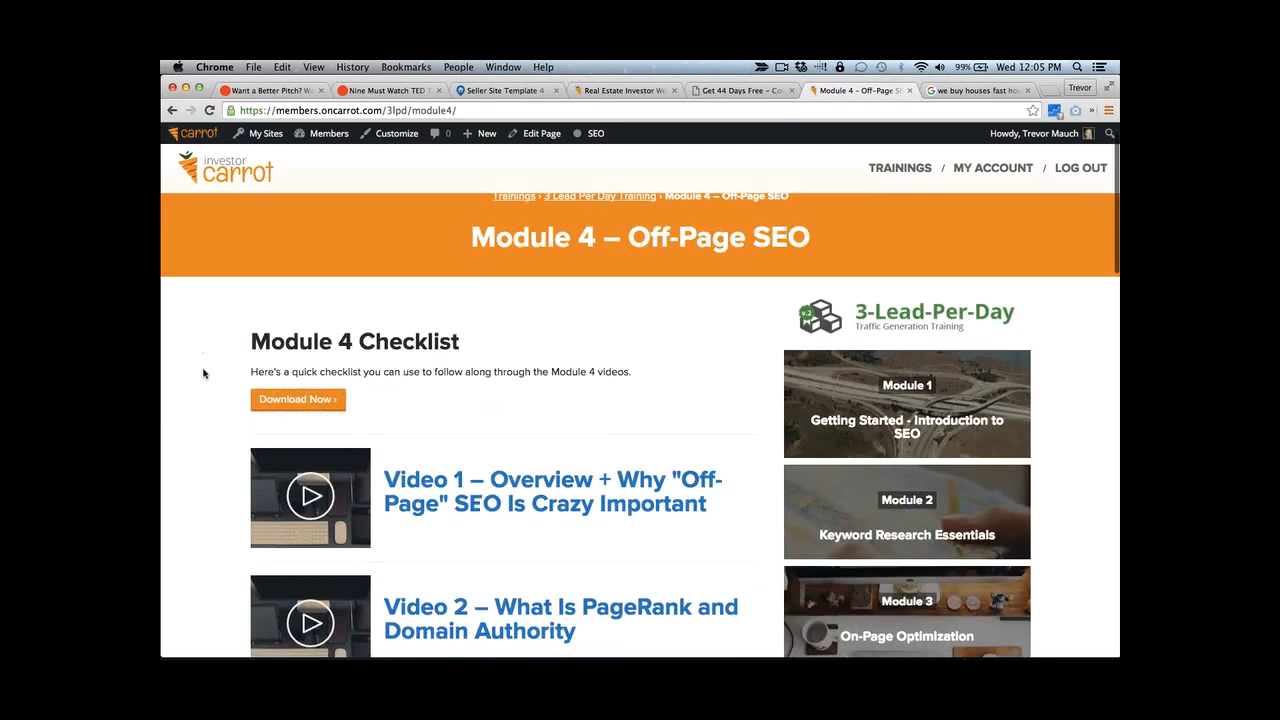 Chrome File Edit View History Bookmarks People Window Help
99% Wed 12:05 PM
Want a Better Pitch? W
Nine Must Watch TED T
Seller Site Template 4
Real Estate Investor We
Get 44 Days Free – Co
Module 4 – Off-Page SE
we buy houses fast ho
Trevor
https://members.oncarrot.com/3lpd/module4/
carrot My Sites Members Customize 0 New Edit Page SEO
Howdy, Trevor Mauch
investor
carrot
TRAININGS / MY ACCOUNT / LOG OUT
Trainings › 3 Lead Per Day Training › Module 4 – Off-Page SEO
Module 4 – Off-Page SEO
Module 4 Checklist
Here's a quick checklist you can use to follow along through the Module 4 videos.
Download Now ›
Video 1 – Overview + Why "Off-
Page" SEO Is Crazy Important
Video 2 – What Is PageRank and
Domain Authority
v.2
3-Lead-Per-Day
Traffic Generation Training
Module 1
Getting Started - Introduction to
SEO
Module 2
Keyword Research Essentials
Module 3
On-Page Optimization